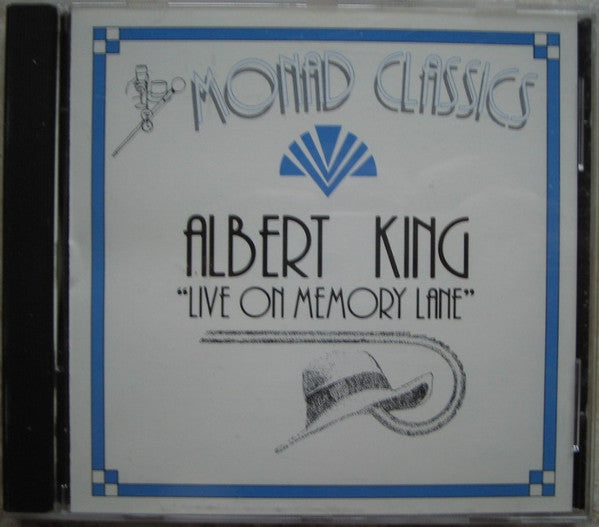 MONAD CLASSICS
ALBERT KING
"LIVE ON MEMORY LANE"